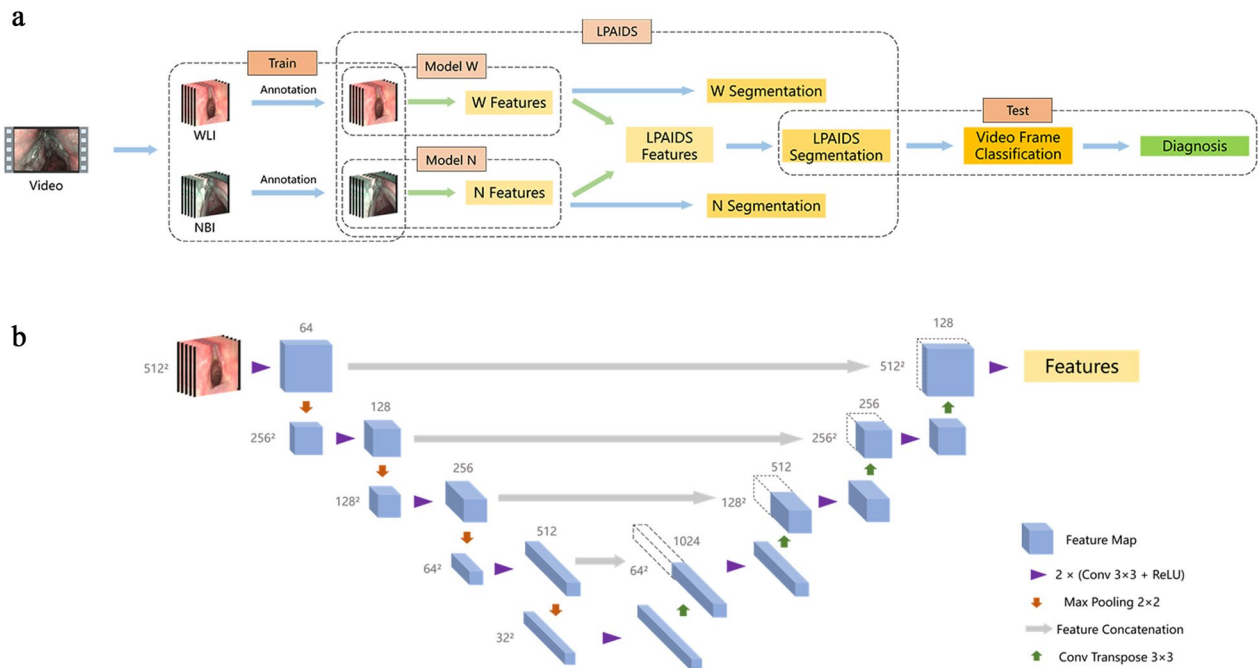 a
LPAIDS
Train
Model W
Test
Annotation
W Features
W Segmentation
WLI
LPAIDS
Features
LPAIDS
Segmentation
Video Frame
Classification
Diagnosis
Video
Model N
Annotation
N Features
N Segmentation
NBI
b
64
128
512²
512²
Features
128
256
256²
256²
256
512
128²
128²
512
1024
64²
64²
32²
Feature Map
2 × (Conv 3×3 + ReLU)
Max Pooling 2×2
Feature Concatenation
Conv Transpose 3×3